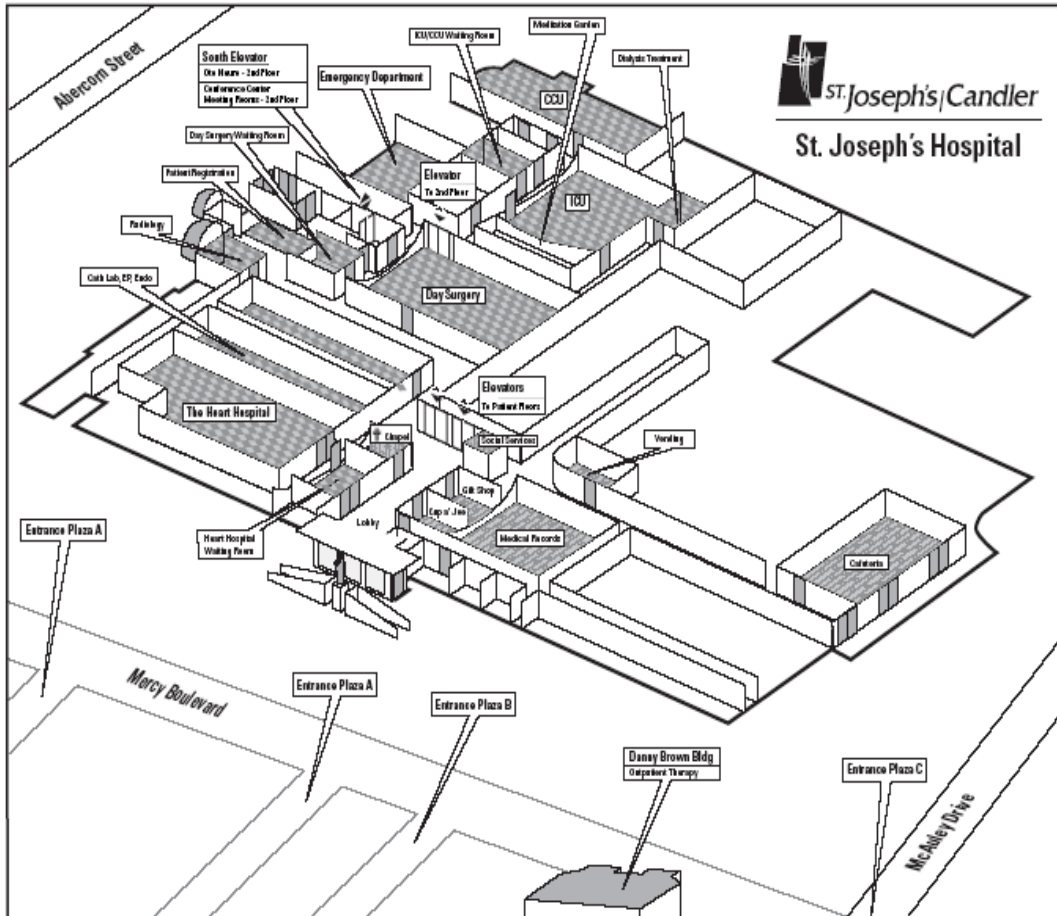 Abercorn Street
South Elevator
Conference Center
Meeting Rooms - 2nd Floor
ICU/CCU Waiting Room
Meditation Garden
Dialysis Treatment
ST. Joseph's/Candler
St. Joseph's Hospital
Emergency Department
CCU
Day Surgery Waiting Room
Patient Registration
Elevator
To 2nd Floor
ICU
Radiology
Cath Lab, EP, Endo
Day Surgery
Elevators
To Patient Floors
The Heart Hospital
Chapel
Social Services
Vending
Gift Shop
Cup o' Joe
Lobby
Medical Records
Cafeteria
Heart Hospital
Waiting Room
Entrance Plaza A
Mercy Boulevard
Entrance Plaza A
Entrance Plaza B
Danny Brown Bldg
Outpatient Therapy
Entrance Plaza C
McAuley Drive